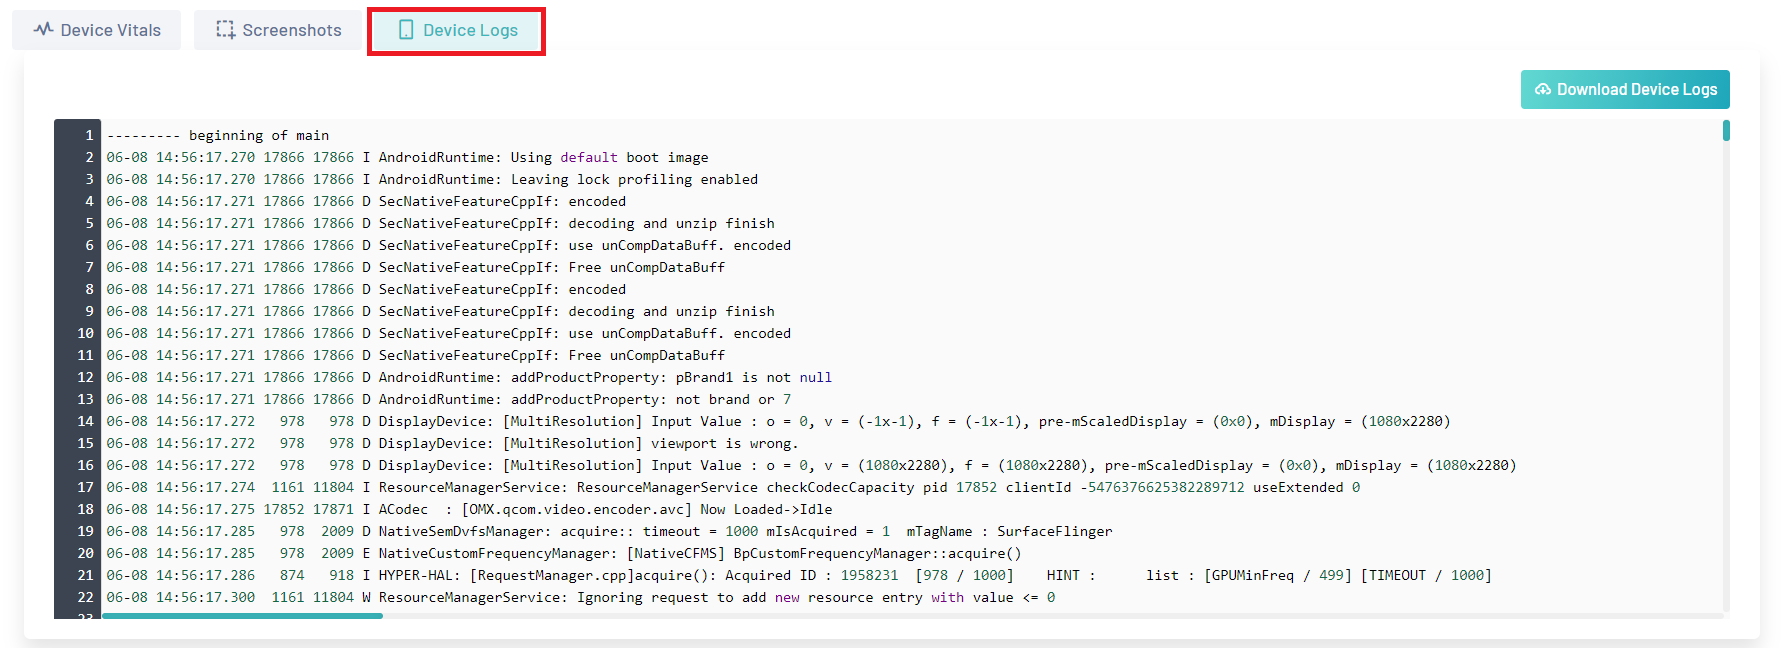 Device Vitals Screenshots Device Logs
Download Device Logs
1 --------- beginning of main
2 06-08 14:56:17.270 17866 17866 I AndroidRuntime: Using default boot image
3 06-08 14:56:17.270 17866 17866 I AndroidRuntime: Leaving lock profiling enabled
4 06-08 14:56:17.271 17866 17866 D SecNativeFeatureCppIf: encoded
5 06-08 14:56:17.271 17866 17866 D SecNativeFeatureCppIf: decoding and unzip finish
6 06-08 14:56:17.271 17866 17866 D SecNativeFeatureCppIf: use unCompDataBuff. encoded
7 06-08 14:56:17.271 17866 17866 D SecNativeFeatureCppIf: Free unCompDataBuff
8 06-08 14:56:17.271 17866 17866 D SecNativeFeatureCppIf: encoded
9 06-08 14:56:17.271 17866 17866 D SecNativeFeatureCppIf: decoding and unzip finish
10 06-08 14:56:17.271 17866 17866 D SecNativeFeatureCppIf: use unCompDataBuff. encoded
11 06-08 14:56:17.271 17866 17866 D SecNativeFeatureCppIf: Free unCompDataBuff
12 06-08 14:56:17.271 17866 17866 D AndroidRuntime: addProductProperty: pBrand1 is not null
13 06-08 14:56:17.271 17866 17866 D AndroidRuntime: addProductProperty: not brand or 7
14 06-08 14:56:17.272   978   978 D DisplayDevice: [MultiResolution] Input Value : o = 0, v = (-1x-1), f = (-1x-1), pre-mScaledDisplay = (0x0), mDisplay = (1080x2280)
15 06-08 14:56:17.272   978   978 D DisplayDevice: [MultiResolution] viewport is wrong.
16 06-08 14:56:17.272   978   978 D DisplayDevice: [MultiResolution] Input Value : o = 0, v = (1080x2280), f = (1080x2280), pre-mScaledDisplay = (0x0), mDisplay = (1080x2280)
17 06-08 14:56:17.274  1161 11804 I ResourceManagerService: ResourceManagerService checkCodecCapacity pid 17852 clientId -5476376625382289712 useExtended 0
18 06-08 14:56:17.275 17852 17871 I ACodec  : [OMX.qcom.video.encoder.avc] Now Loaded->Idle
19 06-08 14:56:17.285   978  2009 D NativeSemDvfsManager: acquire:: timeout = 1000 mIsAcquired = 1  mTagName : SurfaceFlinger
20 06-08 14:56:17.285   978  2009 E NativeCustomFrequencyManager: [NativeCFMS] BpCustomFrequencyManager::acquire()
21 06-08 14:56:17.286   874   918 I HYPER-HAL: [RequestManager.cpp]acquire(): Acquired ID : 1958231  [978 / 1000]    HINT :      list : [GPUMinFreq / 499] [TIMEOUT / 1000]
22 06-08 14:56:17.300  1161 11804 W ResourceManagerService: Ignoring request to add new resource entry with value <= 0
23